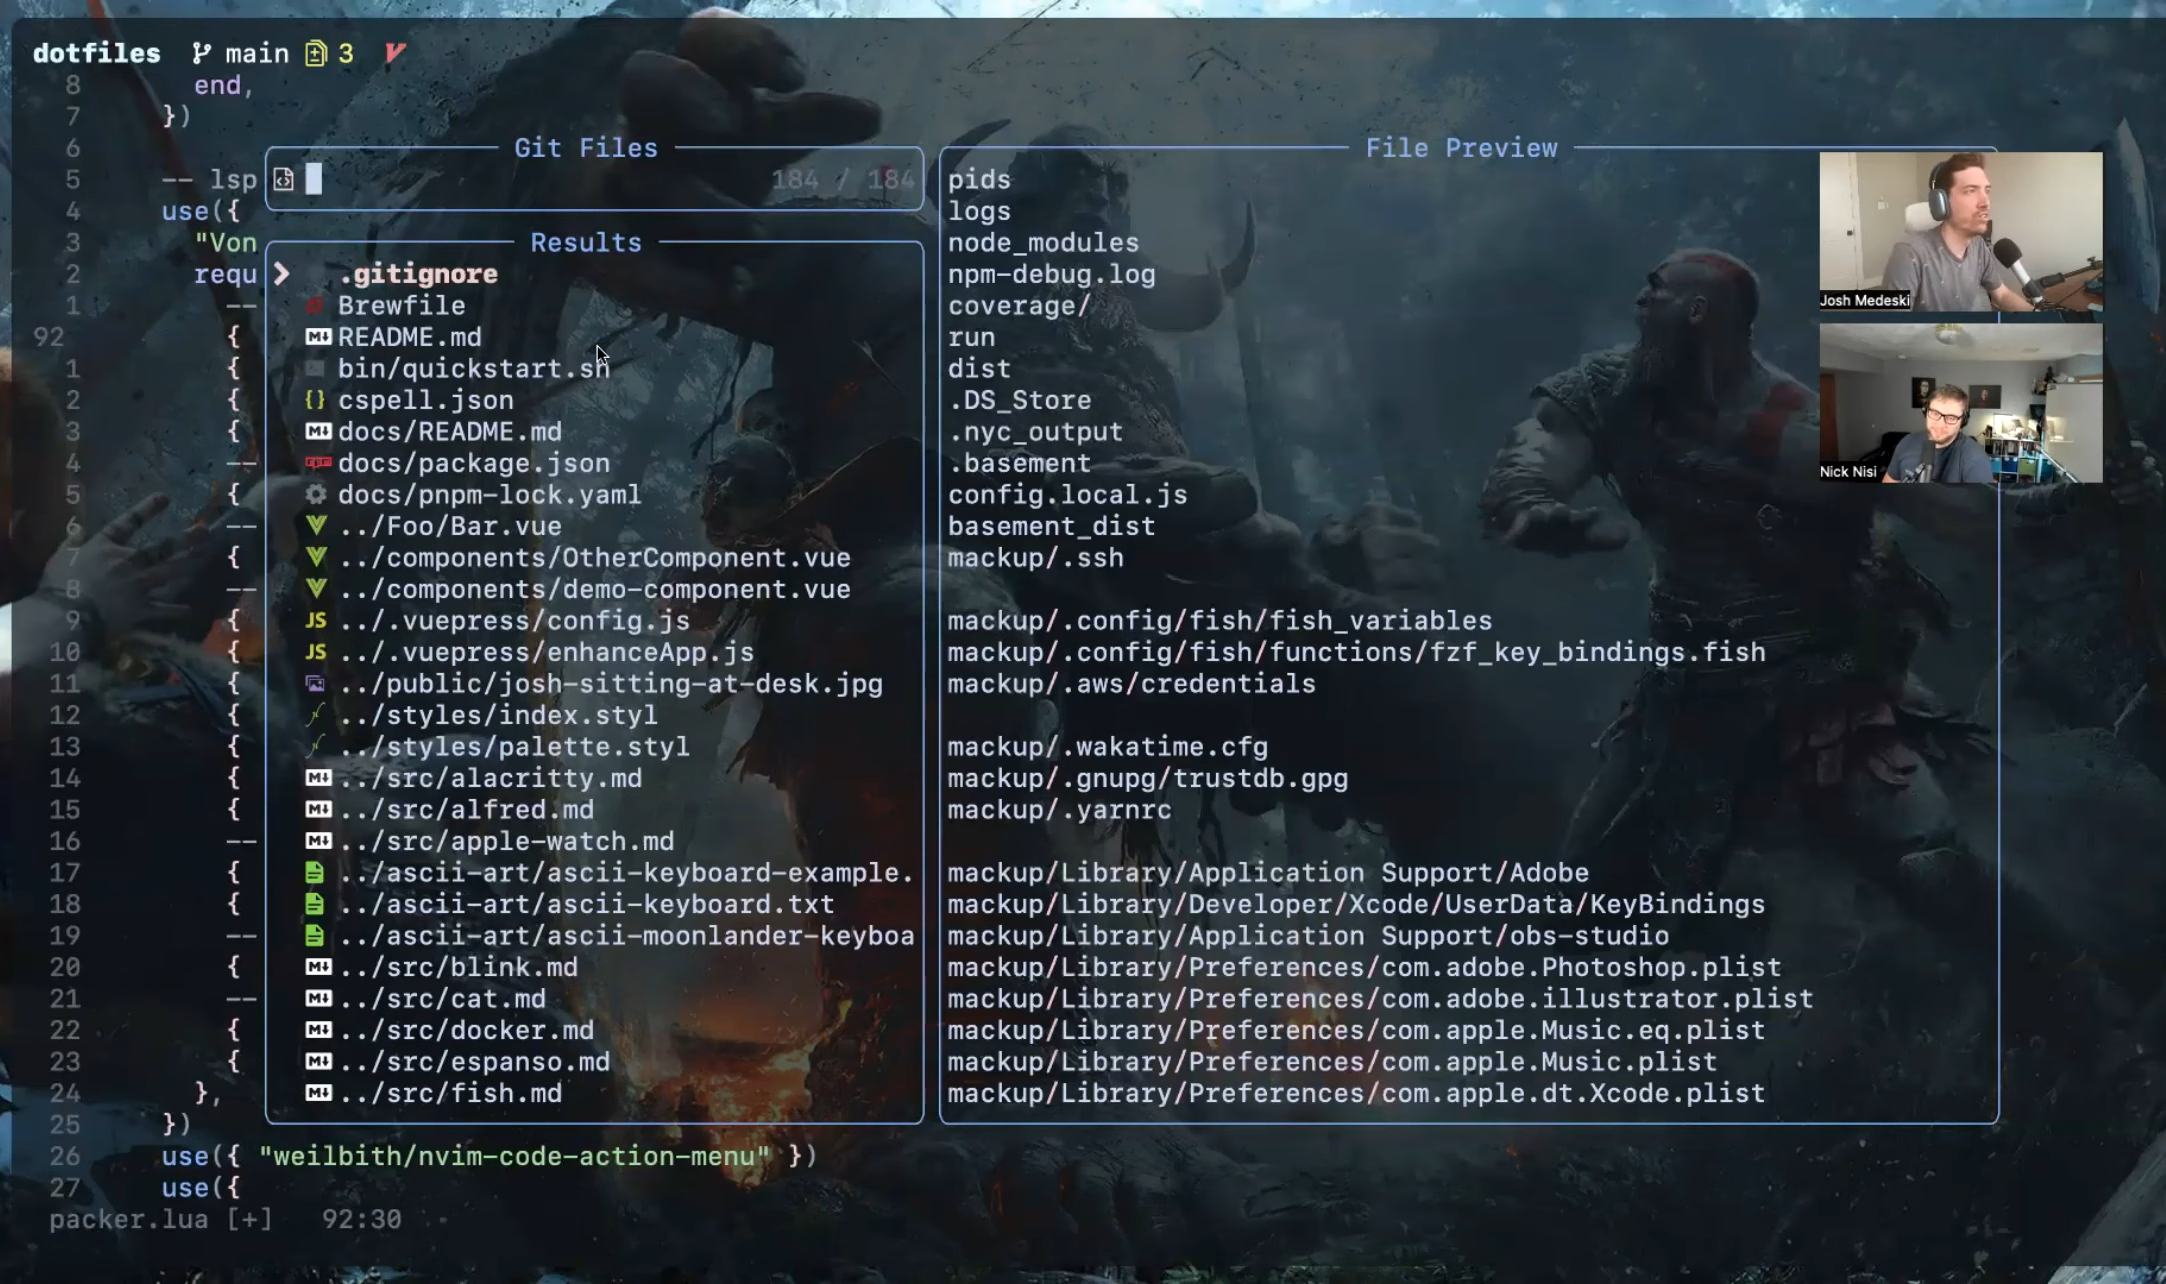 dotfiles main 3
8 end,
7 })
6
5 -- lsp
4 use({
3 "Von
2 requ
1 --
92 {
1 {
2 {
3 {
4 --
5 {
6 --
7 {
8 --
9 {
10 {
11 {
12 {
13 {
14 {
15 {
16 --
17 {
18 {
19 --
20 {
21 --
22 {
23 {
24 },
25 })
26 use({ "weilbith/nvim-code-action-menu" })
27 use({
packer.lua [+] 92:30
Git Files
184 / 184
Results
.gitignore
Brewfile
README.md
bin/quickstart.sh
cspell.json
docs/README.md
docs/package.json
docs/pnpm-lock.yaml
../Foo/Bar.vue
../components/OtherComponent.vue
../components/demo-component.vue
../.vuepress/config.js
../.vuepress/enhanceApp.js
../public/josh-sitting-at-desk.jpg
../styles/index.styl
../styles/palette.styl
../src/alacritty.md
../src/alfred.md
../src/apple-watch.md
../ascii-art/ascii-keyboard-example.
../ascii-art/ascii-keyboard.txt
../ascii-art/ascii-moonlander-keyboa
../src/blink.md
../src/cat.md
../src/docker.md
../src/espanso.md
../src/fish.md
File Preview
pids
logs
node_modules
npm-debug.log
coverage/
run
dist
.DS_Store
.nyc_output
.basement
config.local.js
basement_dist
mackup/.ssh
mackup/.config/fish/fish_variables
mackup/.config/fish/functions/fzf_key_bindings.fish
mackup/.aws/credentials
mackup/.wakatime.cfg
mackup/.gnupg/trustdb.gpg
mackup/.yarnrc
mackup/Library/Application Support/Adobe
mackup/Library/Developer/Xcode/UserData/KeyBindings
mackup/Library/Application Support/obs-studio
mackup/Library/Preferences/com.adobe.Photoshop.plist
mackup/Library/Preferences/com.adobe.illustrator.plist
mackup/Library/Preferences/com.apple.Music.eq.plist
mackup/Library/Preferences/com.apple.Music.plist
mackup/Library/Preferences/com.apple.dt.Xcode.plist
Josh Medeski
Nick Nisi